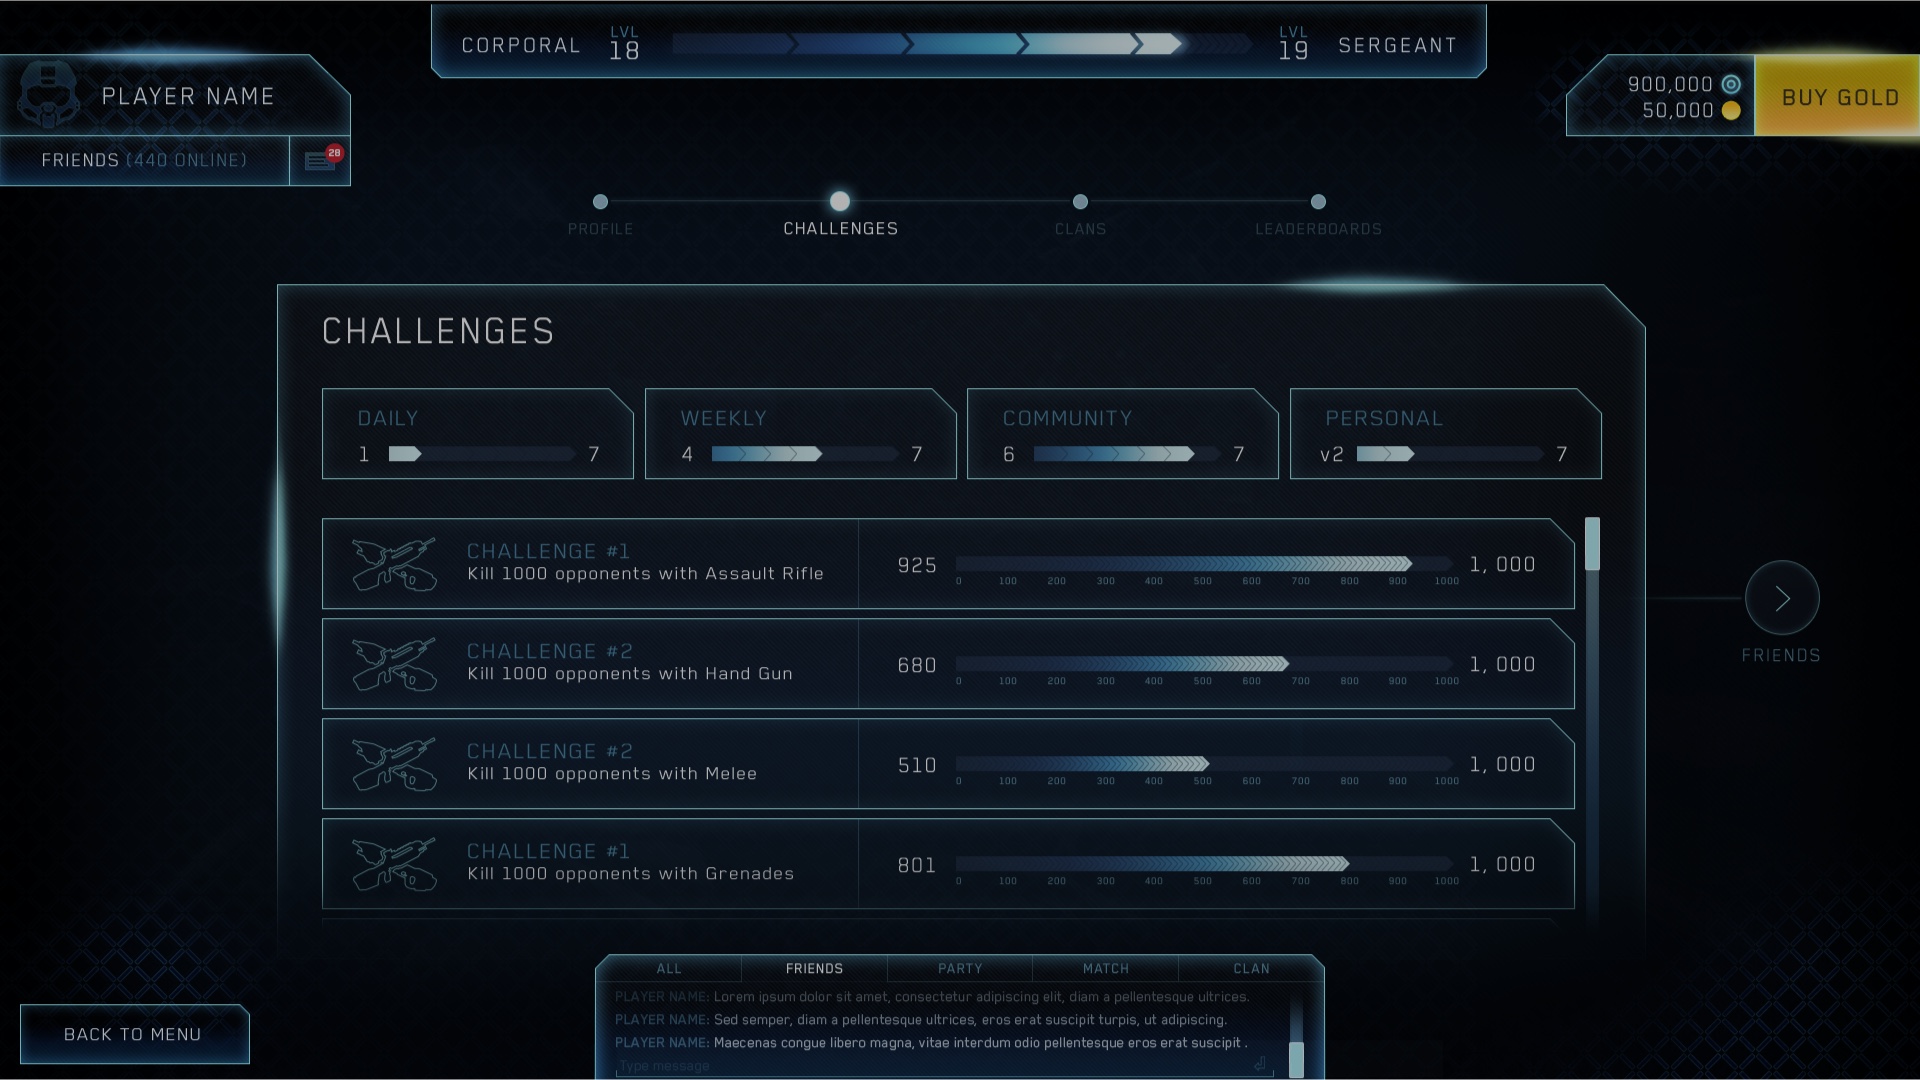 CORPORAL LVL 18 LVL 19 SERGEANT
PLAYER NAME
FRIENDS (440 ONLINE) 28
900,000
50,000
BUY GOLD
PROFILE CHALLENGES CLANS LEADERBOARDS
CHALLENGES
DAILY
1 7
WEEKLY
4 7
COMMUNITY
6 7
PERSONAL
v2 7
CHALLENGE #1
Kill 1000 opponents with Assault Rifle
925 1, 000
0 100 200 300 400 500 600 700 800 900 1000
CHALLENGE #2
Kill 1000 opponents with Hand Gun
680 1, 000
0 100 200 300 400 500 600 700 800 900 1000
CHALLENGE #2
Kill 1000 opponents with Melee
510 1, 000
0 100 200 300 400 500 600 700 800 900 1000
CHALLENGE #1
Kill 1000 opponents with Grenades
801 1, 000
0 100 200 300 400 500 600 700 800 900 1000
FRIENDS
ALL FRIENDS PARTY MATCH CLAN
PLAYER NAME: Lorem ipsum dolor sit amet, consectetur adipiscing elit, diam a pellentesque ultrices.
PLAYER NAME: Sed semper, diam a pellentesque ultrices, eros erat suscipit turpis, ut adipiscing.
PLAYER NAME: Maecenas congue libero magna, vitae interdum odio pellentesque eros erat suscipit .
Type message
BACK TO MENU